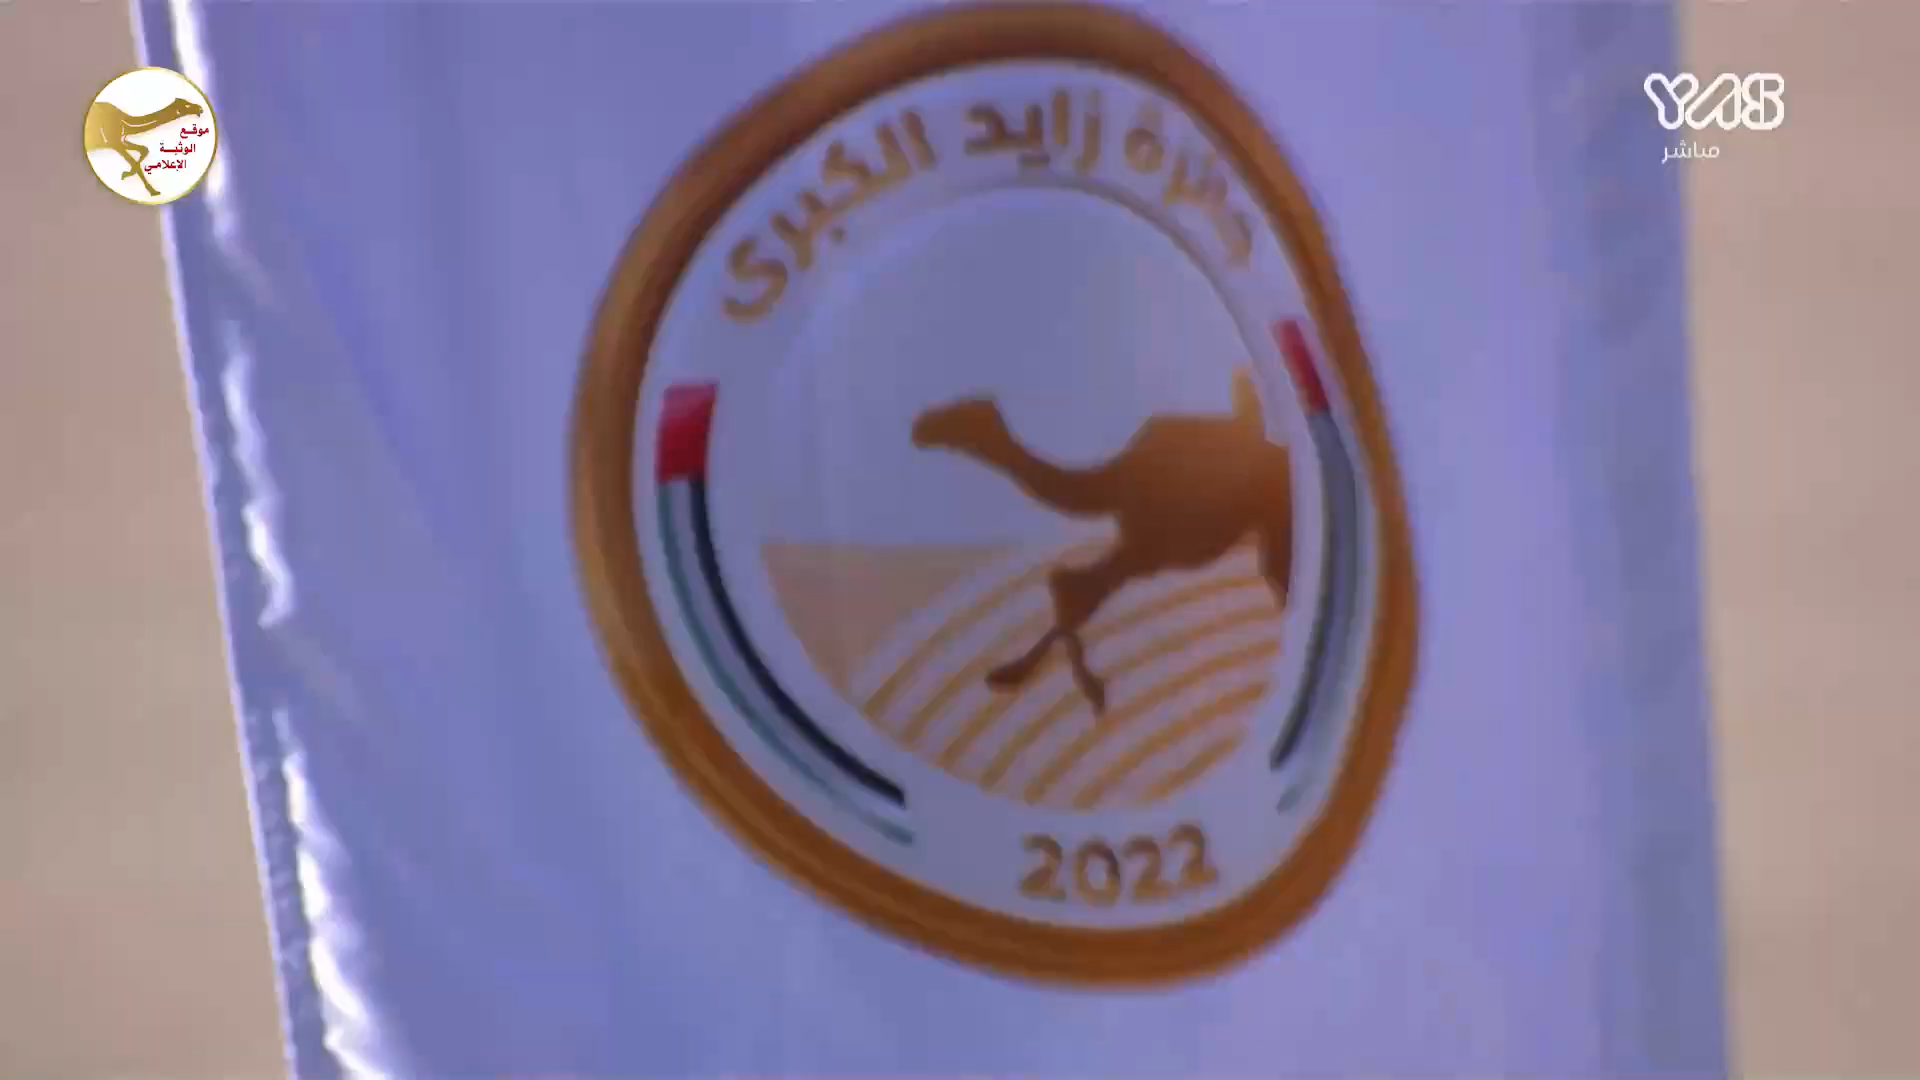 موقع
الوثبة
الإعلامي
YAS
مباشر
جائزة زايد الكبرى
2022